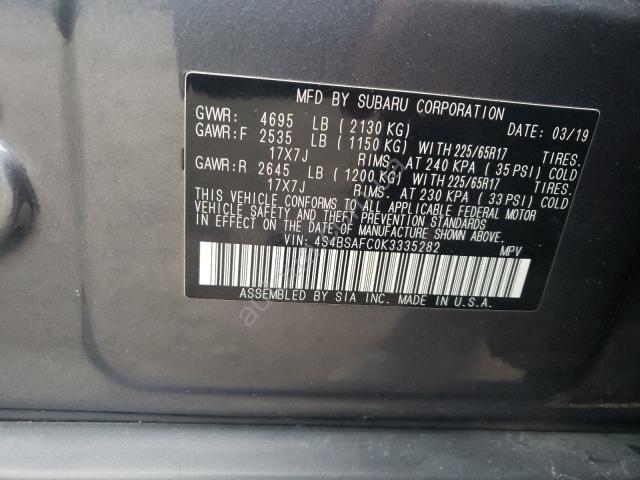 MFD BY SUBARU CORPORATION
GVWR: 4695 LB ( 2130 KG) DATE: 03/19
GAWR:F 2535 LB ( 1150 KG) WITH 225/65R17 TIRES.
17X7J RIMS. AT 240 KPA ( 35 PSI) COLD
GAWR:R 2645 LB ( 1200 KG) WITH 225/65R17 TIRES.
17X7J RIMS. AT 230 KPA ( 33 PSI) COLD
THIS VEHICLE CONFORMS TO ALL APPLICABLE FEDERAL MOTOR
VEHICLE SAFETY AND THEFT PREVENTION STANDARDS
IN EFFECT ON THE DATE OF MANUFACTURE SHOWN ABOVE.
VIN: 4S4BSAFC0K3335282 MPV
ASSEMBLED BY SIA INC. MADE IN U.S.A.